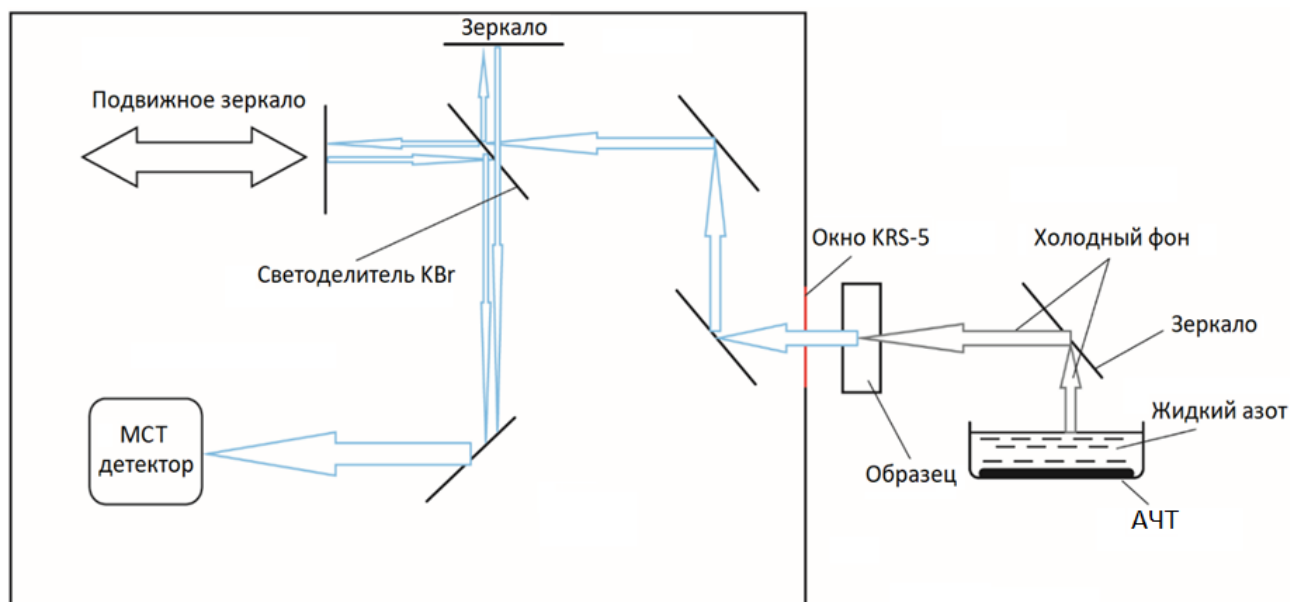 Зеркало
Подвижное зеркало
Светоделитель KBr
Окно KRS-5
Холодный фон
Зеркало
Жидкий азот
Образец
АЧТ
МСТ
детектор